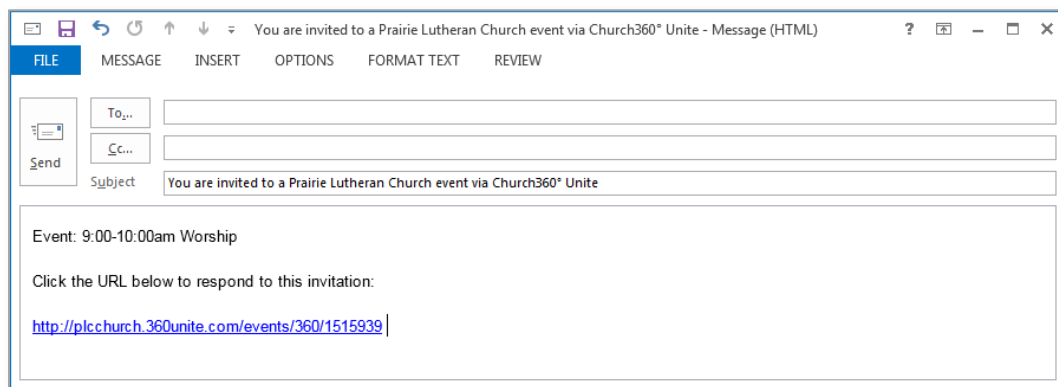 You are invited to a Prairie Lutheran Church event via Church360° Unite - Message (HTML) ?
FILE MESSAGE INSERT OPTIONS FORMAT TEXT REVIEW
To...
Cc...
Send
Subject You are invited to a Prairie Lutheran Church event via Church360° Unite
Event: 9:00-10:00am Worship
Click the URL below to respond to this invitation:
http://plcchurch.360unite.com/events/360/1515939